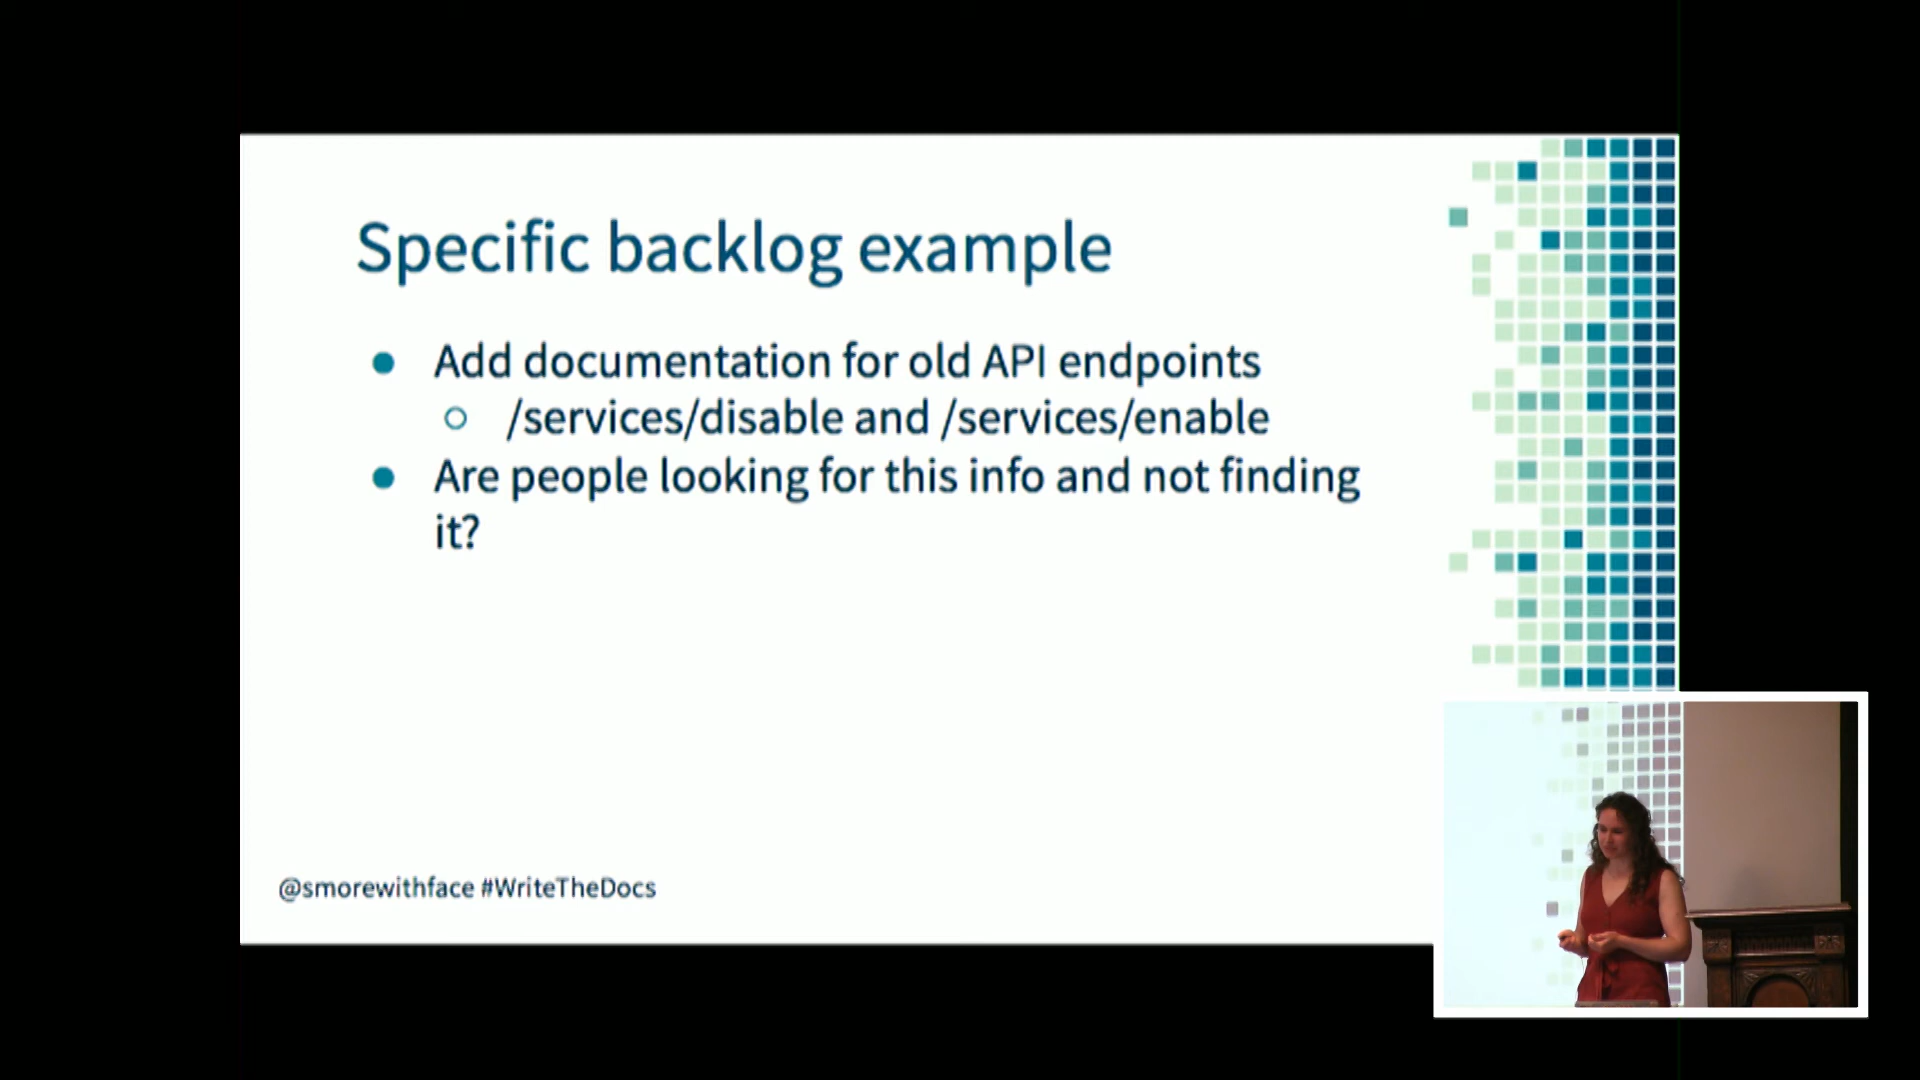 Specific backlog example
Add documentation for old API endpoints
/services/disable and /services/enable
Are people looking for this info and not finding
it?
@smorewithface #WriteTheDocs